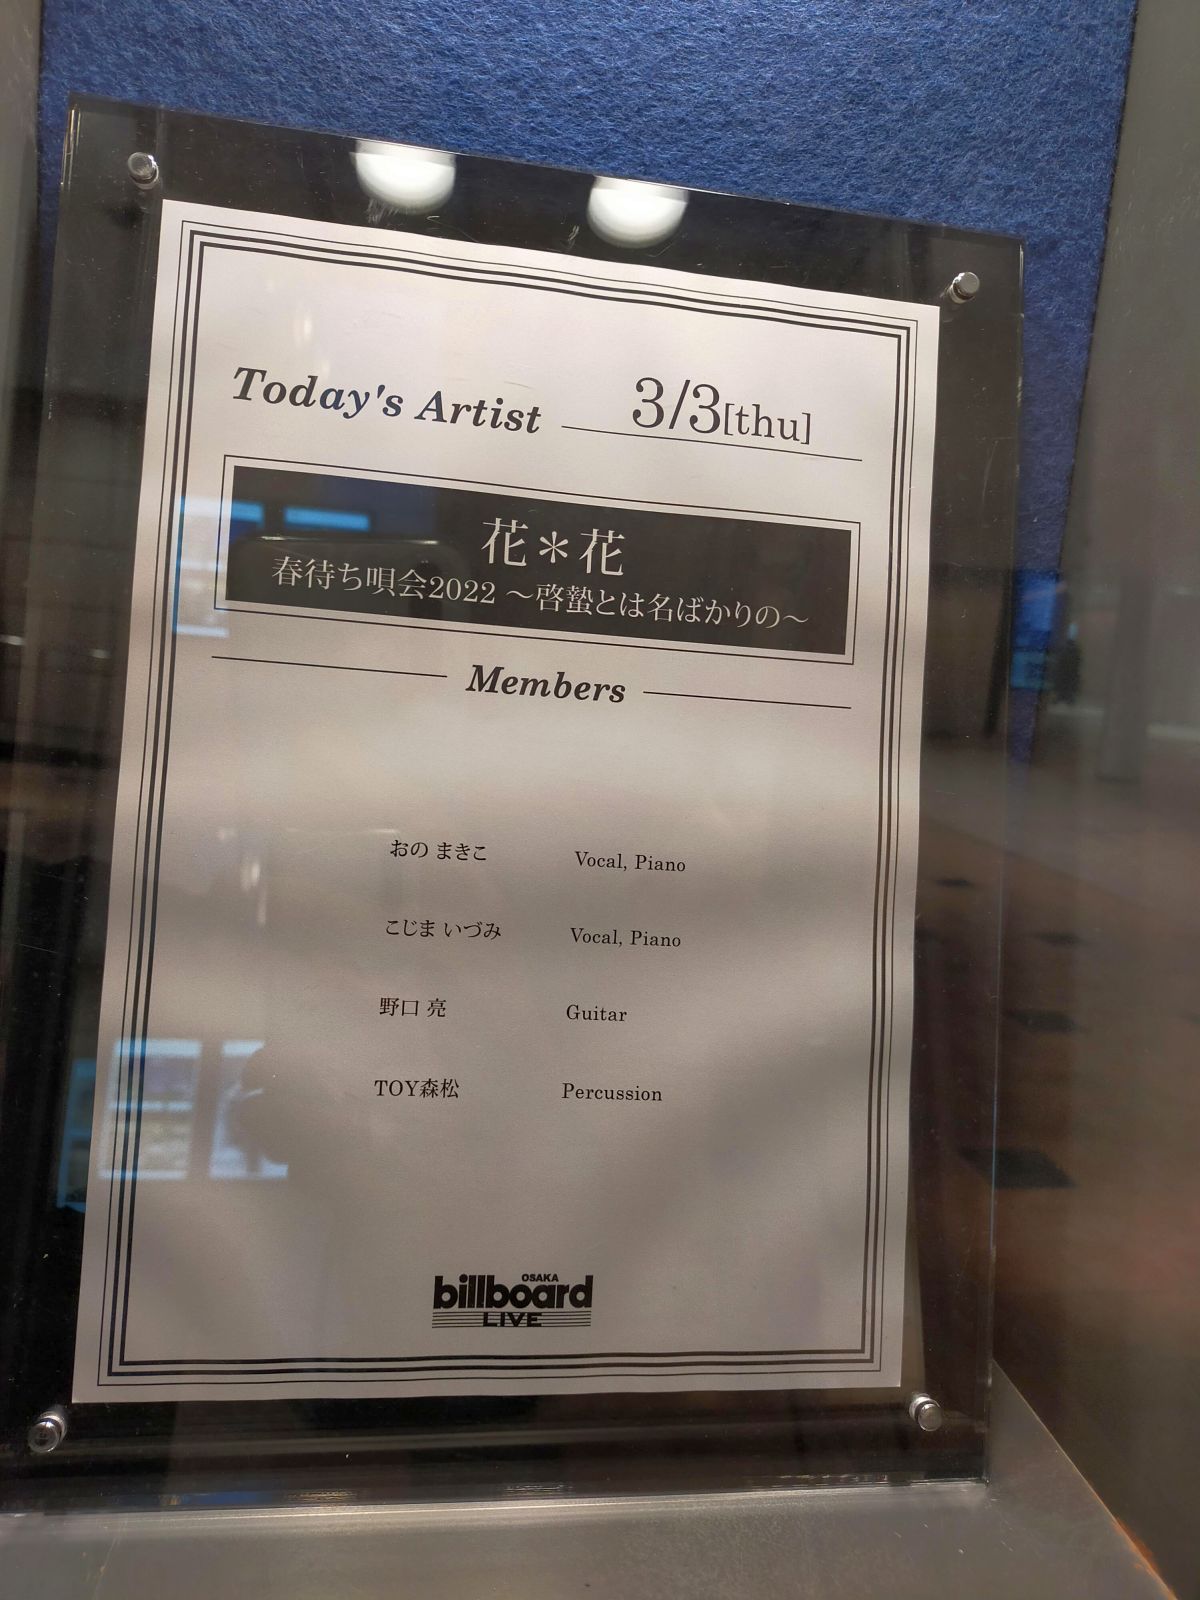 Today's Artist 3/3[thu]
花＊花
春待ち唄会2022 ～啓蟄とは名ばかりの～
Members
おの まきこ Vocal, Piano
こじま いづみ Vocal, Piano
野口 亮 Guitar
TOY森松 Percussion
OSAKA
billboard
LIVE